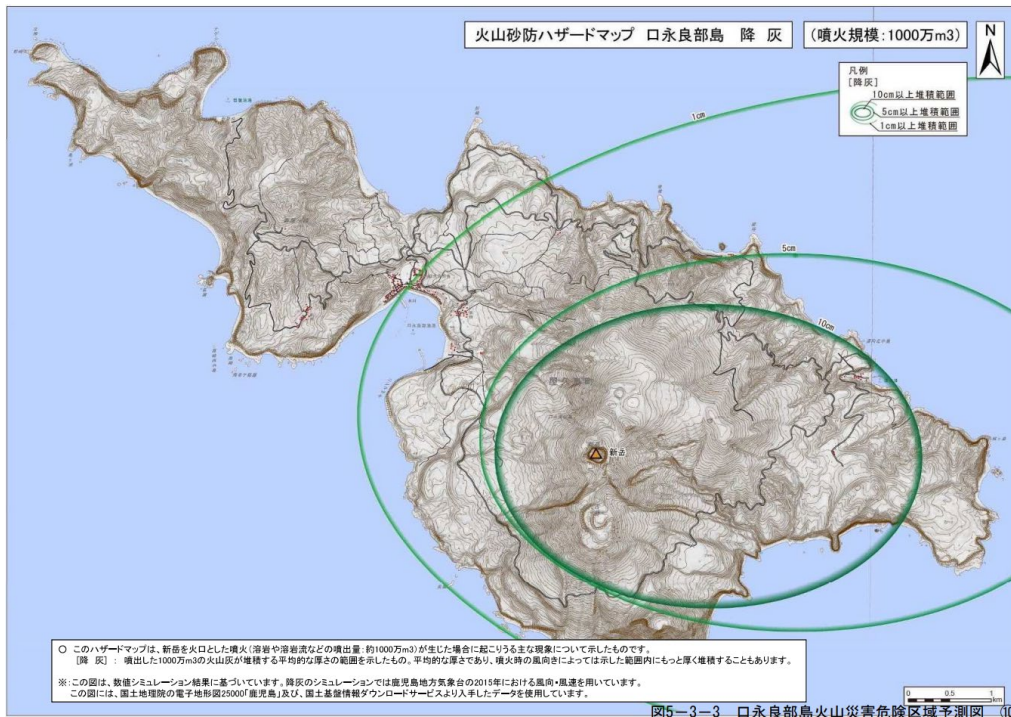 火山砂防ハザードマップ 口永良部島 降 灰
(噴火規模:1000万m3)
N
凡例
[降灰]
10cm以上堆積範囲
5cm以上堆積範囲
1cm以上堆積範囲
1cm
5cm
10cm
新岳
○ このハザードマップは、新岳を火口とした噴火(溶岩や溶岩流などの噴出量:約1000万m3)が生じた場合に起こりうる主な現象について示したものです。
[降 灰] : 噴出した1000万m3の火山灰が堆積する平均的な厚さの範囲を示したもの。平均的な厚さであり、噴火時の風向きによっては示した範囲内にもっと厚く堆積することもあります。
※:この図は、数値シミュレーション結果に基づいています。降灰のシミュレーションでは鹿児島地方気象台の2015年における風向・風速を用いています。
この図には、国土地理院の電子地形図25000「鹿児島」及び、国土基盤情報ダウンロードサービスより入手したデータを使用しています。
0 0.5 1
km
図5-3-3 口永良部島火山災害危険区域予測図 ⑩